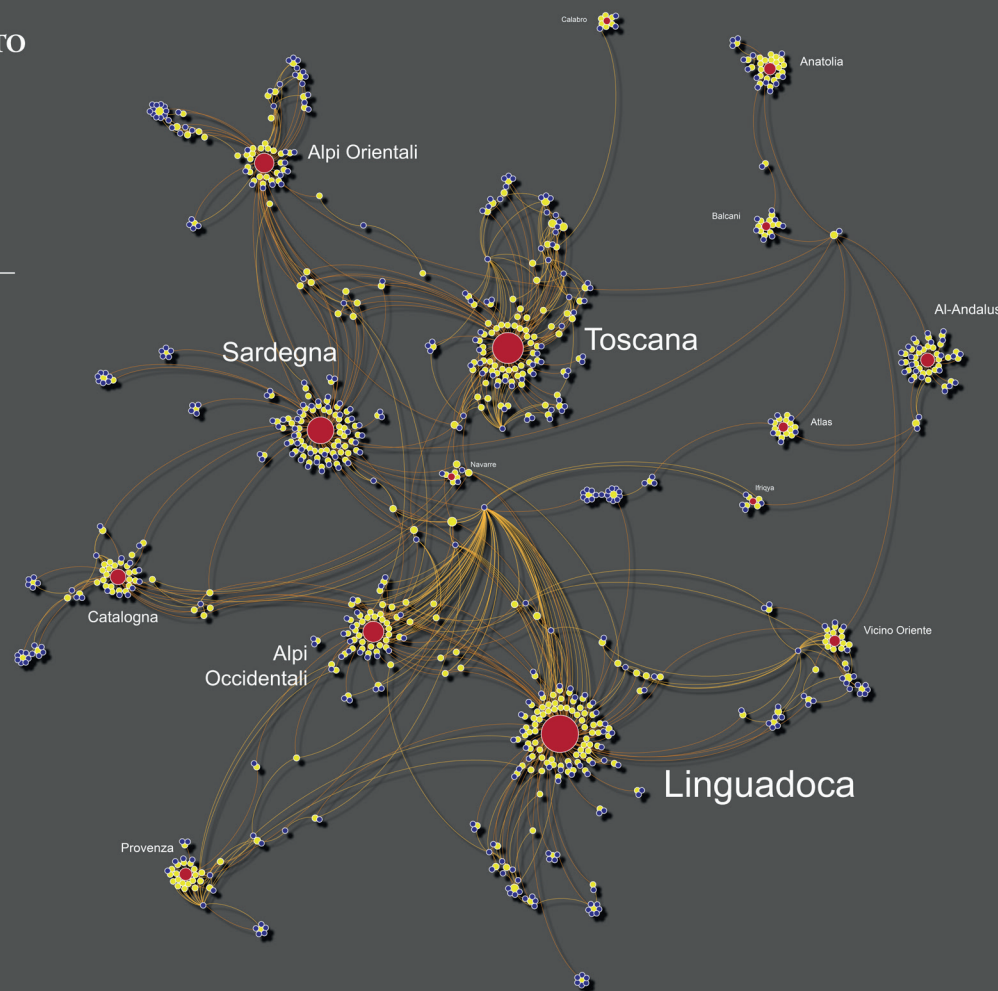 TO
Calabro
Anatolia
Alpi Orientali
Balcani
Al-Andalus
Toscana
Sardegna
Atlas
Navarre
Ifriqya
Catalogna
Vicino Oriente
Alpi
Occidentali
Linguadoca
Provenza